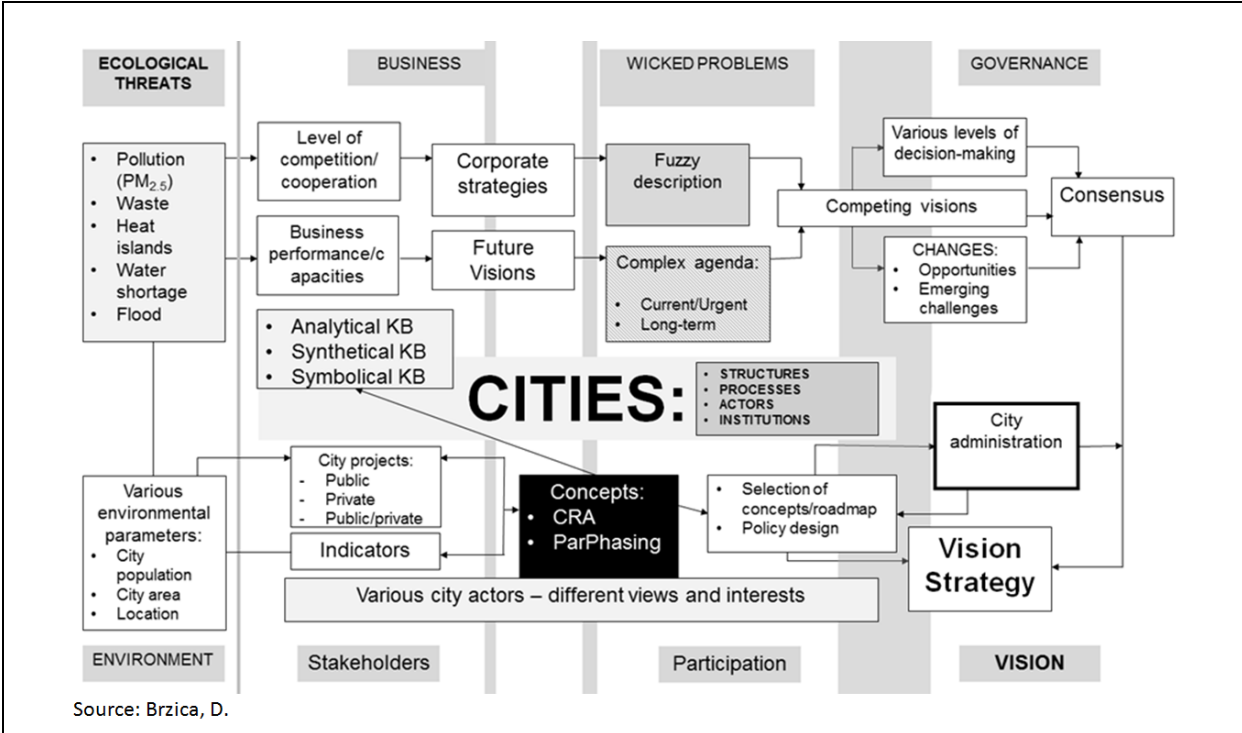 ECOLOGICAL
THREATS
BUSINESS
WICKED PROBLEMS
GOVERNANCE
• Pollution
(PM2.5)
• Waste
• Heat
islands
• Water
shortage
• Flood
Level of
competition/
cooperation
Business
performance/c
apacities
Corporate
strategies
Future
Visions
Fuzzy
description
Complex agenda:
• Current/Urgent
• Long-term
Competing visions
Various levels of
decision-making
CHANGES:
• Opportunities
• Emerging
challenges
Consensus
• Analytical KB
• Synthetical KB
• Symbolical KB
CITIES:
• STRUCTURES
• PROCESSES
• ACTORS
• INSTITUTIONS
City
administration
Various
environmental
parameters:
• City
population
• City area
• Location
City projects:
- Public
- Private
- Public/private
Indicators
Concepts:
• CRA
• ParPhasing
• Selection of
concepts/roadmap
• Policy design
Vision
Strategy
Various city actors – different views and interests
ENVIRONMENT
Stakeholders
Participation
VISION
Source: Brzica, D.